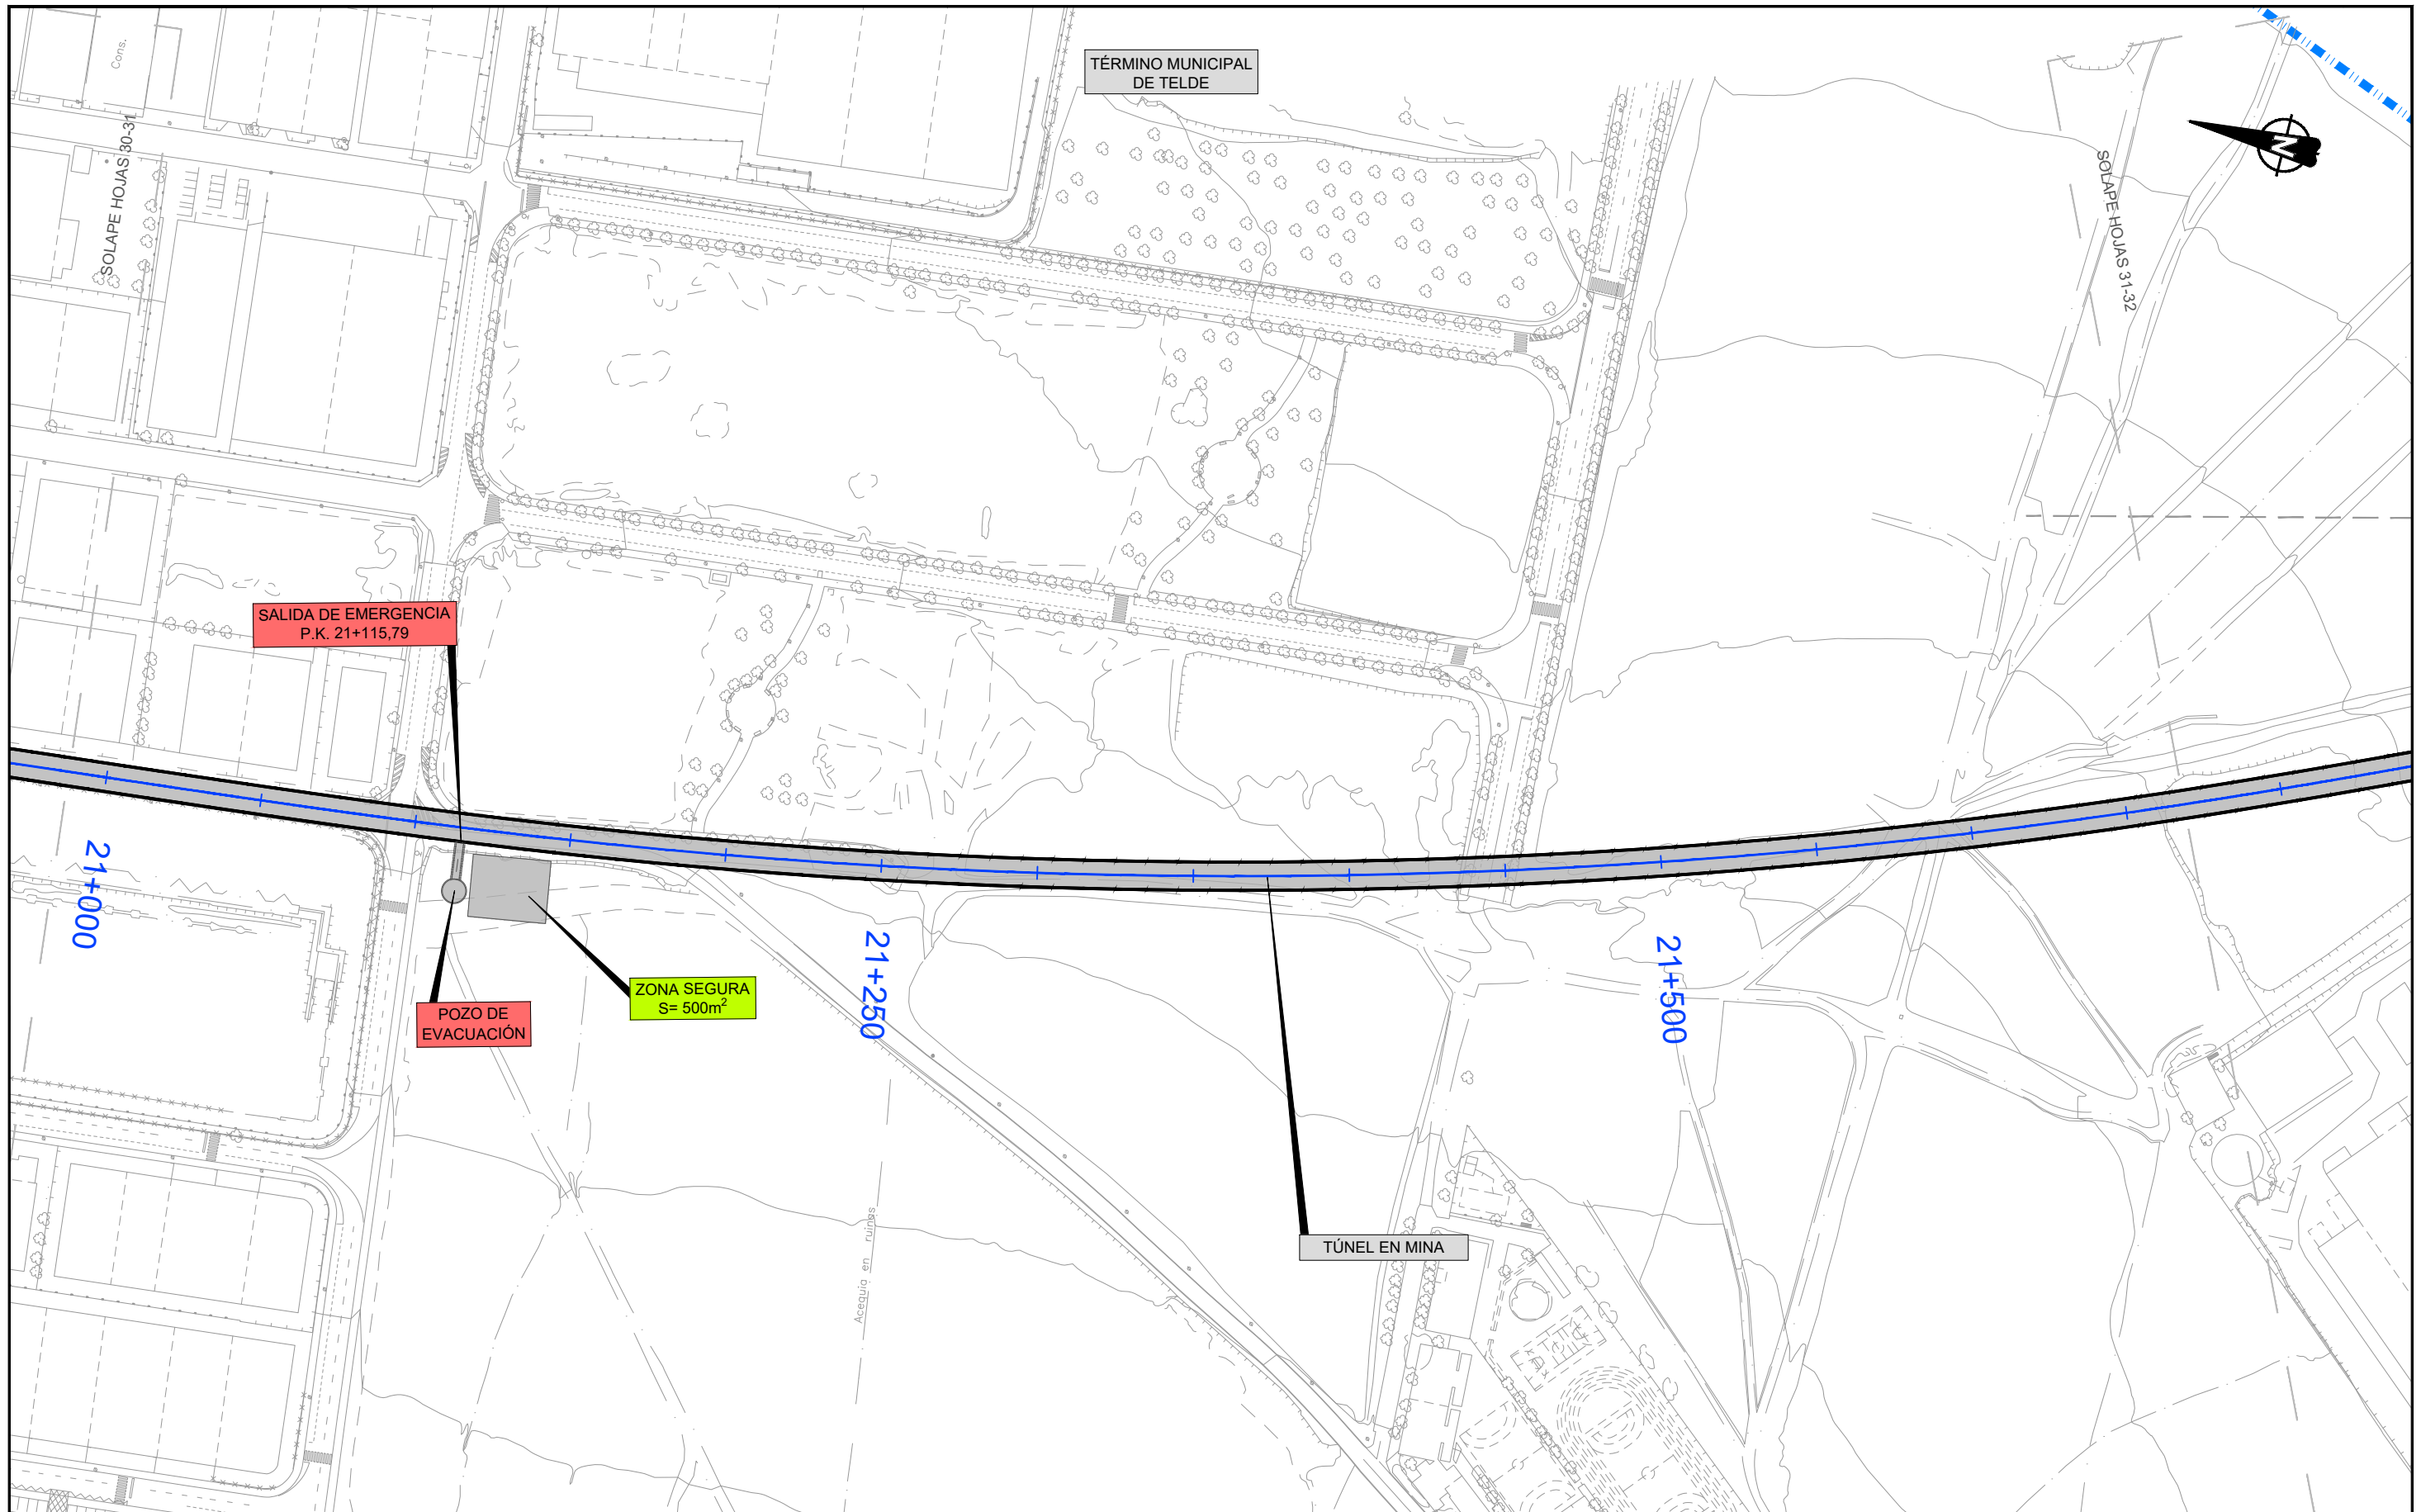 Cons.
SOLAPE HOJAS 30-31
TÉRMINO MUNICIPAL
DE TELDE
N
SOLAPE HOJAS 31-32
SALIDA DE EMERGENCIA
P.K. 21+115,79
21+000
POZO DE
EVACUACIÓN
ZONA SEGURA
S= 500m²
21+250
21+500
Acequia en ruinas
TÚNEL EN MINA